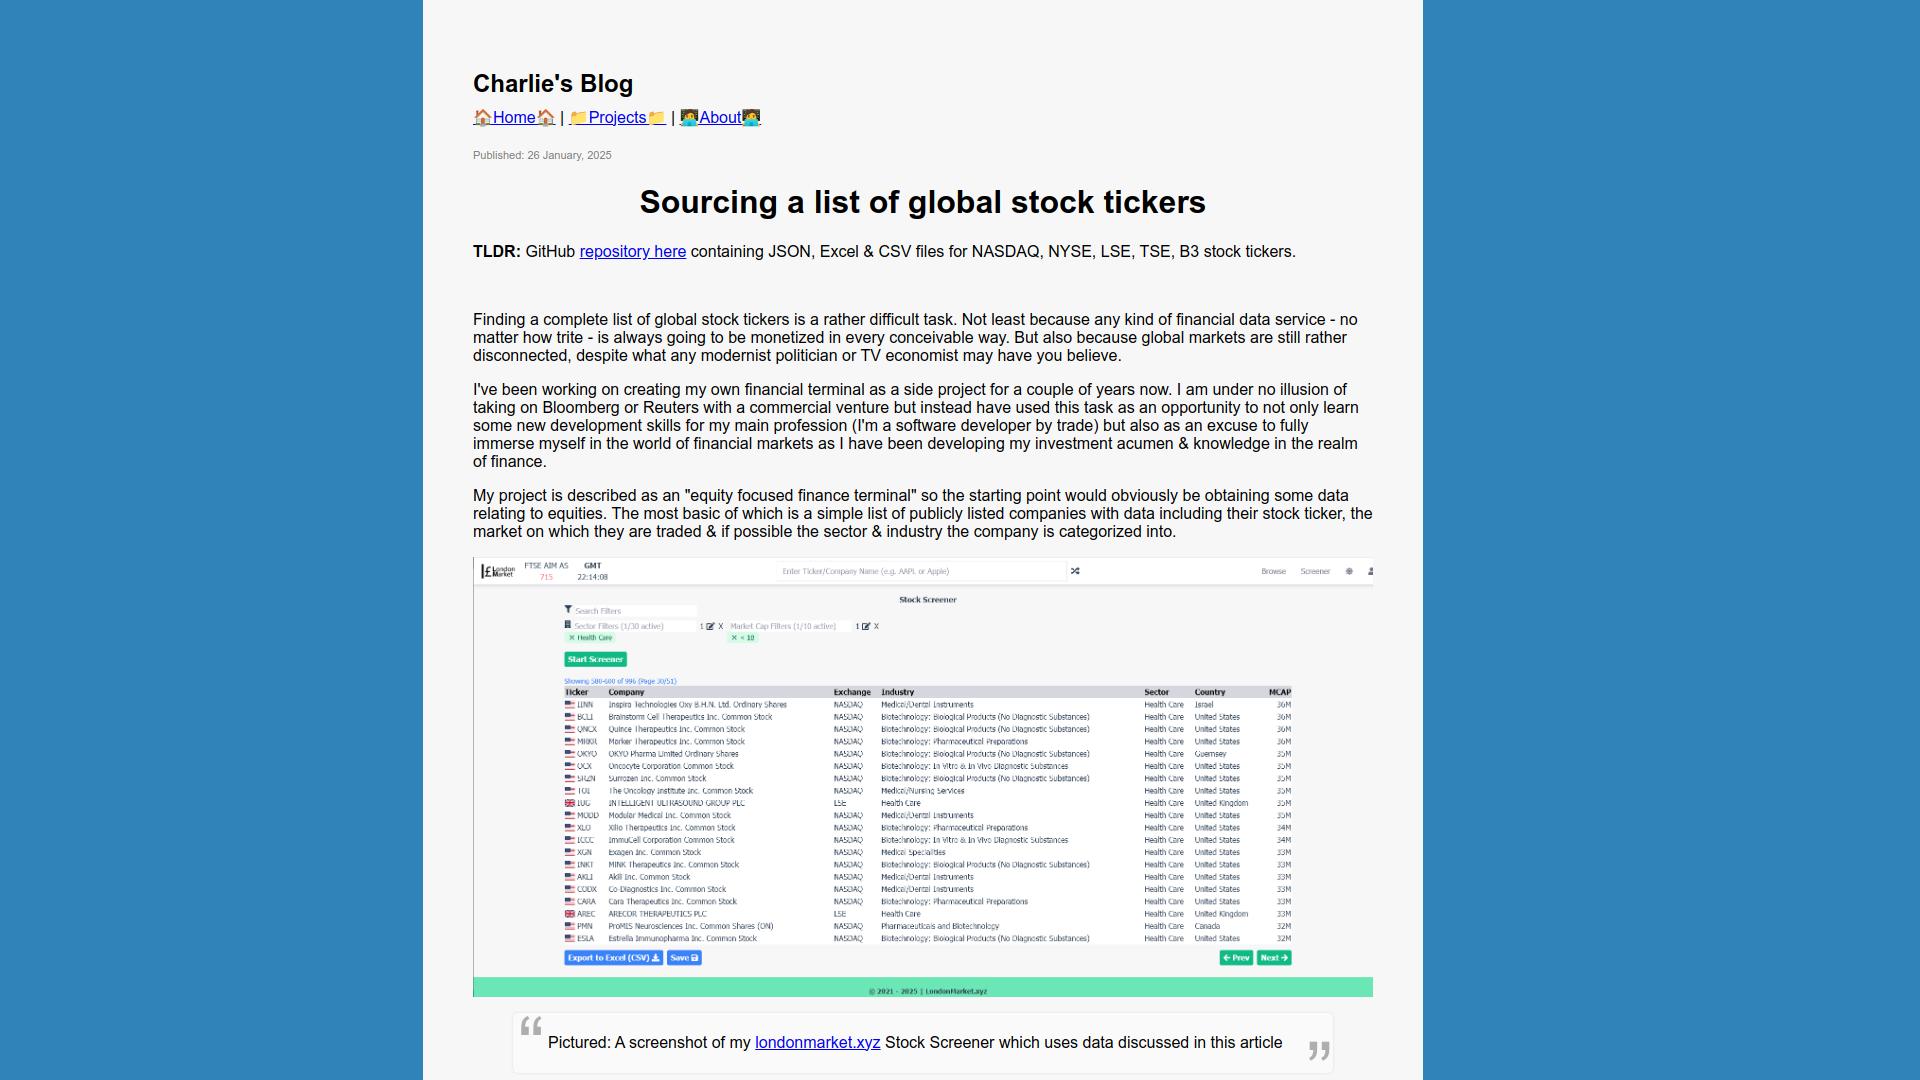 Charlie's Blog
🏠Home🏠 | 📁Projects📁 | 🧑‍💻About🧑‍💻
Published: 26 January, 2025
Sourcing a list of global stock tickers
TLDR: GitHub repository here containing JSON, Excel & CSV files for NASDAQ, NYSE, LSE, TSE, B3 stock tickers.
Finding a complete list of global stock tickers is a rather difficult task. Not least because any kind of financial data service - no
matter how trite - is always going to be monetized in every conceivable way. But also because global markets are still rather
disconnected, despite what any modernist politician or TV economist may have you believe.
I've been working on creating my own financial terminal as a side project for a couple of years now. I am under no illusion of
taking on Bloomberg or Reuters with a commercial venture but instead have used this task as an opportunity to not only learn
some new development skills for my main profession (I'm a software developer by trade) but also as an excuse to fully
immerse myself in the world of financial markets as I have been developing my investment acumen & knowledge in the realm
of finance.
My project is described as an "equity focused finance terminal" so the starting point would obviously be obtaining some data
relating to equities. The most basic of which is a simple list of publicly listed companies with data including their stock ticker, the
market on which they are traded & if possible the sector & industry the company is categorized into.
London Market FTSE AIM AS GMT Enter Ticker/Company Name (e.g. AAPL or Apple) Browse Screener
715 22:14:08
Stock Screener
Search Filters
Sector Filters (1/30 active) 1 X Market Cap Filters (1/10 active) 1 X
× Health Care × < 10
Start Screener
Showing 580-600 of 996 (Page 30/51)
Ticker Company Exchange Industry Sector Country MCAP
IINN Inspira Technologies Oxy B.H.N. Ltd. Ordinary Shares NASDAQ Medical/Dental Instruments Health Care Israel 36M
BCLI Brainstorm Cell Therapeutics Inc. Common Stock NASDAQ Biotechnology: Biological Products (No Diagnostic Substances) Health Care United States 36M
QNCX Quince Therapeutics Inc. Common Stock NASDAQ Biotechnology: Biological Products (No Diagnostic Substances) Health Care United States 36M
MRKR Marker Therapeutics Inc. Common Stock NASDAQ Biotechnology: Pharmaceutical Preparations Health Care United States 36M
OKYO OKYO Pharma Limited Ordinary Shares NASDAQ Biotechnology: Biological Products (No Diagnostic Substances) Health Care Guernsey 35M
OCX Oncocyte Corporation Common Stock NASDAQ Biotechnology: In Vitro & In Vivo Diagnostic Substances Health Care United States 35M
SRZN Surrozen Inc. Common Stock NASDAQ Biotechnology: Biological Products (No Diagnostic Substances) Health Care United States 35M
TOI The Oncology Institute Inc. Common Stock NASDAQ Medical/Nursing Services Health Care United States 35M
IUG INTELLIGENT ULTRASOUND GROUP PLC LSE Health Care Health Care United Kingdom 35M
MODD Modular Medical Inc. Common Stock NASDAQ Medical/Dental Instruments Health Care United States 35M
XLO Xilio Therapeutics Inc. Common Stock NASDAQ Biotechnology: Pharmaceutical Preparations Health Care United States 34M
ICCC ImmuCell Corporation Common Stock NASDAQ Biotechnology: In Vitro & In Vivo Diagnostic Substances Health Care United States 34M
XGN Exagen Inc. Common Stock NASDAQ Medical Specialities Health Care United States 33M
INKT MiNK Therapeutics Inc. Common Stock NASDAQ Biotechnology: Biological Products (No Diagnostic Substances) Health Care United States 33M
AKLI Akili Inc. Common Stock NASDAQ Medical/Dental Instruments Health Care United States 33M
CODX Co-Diagnostics Inc. Common Stock NASDAQ Medical/Dental Instruments Health Care United States 33M
CARA Cara Therapeutics Inc. Common Stock NASDAQ Biotechnology: Pharmaceutical Preparations Health Care United States 33M
AREC ARECOR THERAPEUTICS PLC LSE Health Care Health Care United Kingdom 33M
PMN ProMIS Neurosciences Inc. Common Shares (ON) NASDAQ Pharmaceuticals and Biotechnology Health Care Canada 32M
ESLA Estrella Immunopharma Inc. Common Stock NASDAQ Biotechnology: Biological Products (No Diagnostic Substances) Health Care United States 32M
Export to Excel (CSV) Save ← Prev Next →
© 2021 - 2025 | LondonMarket.xyz
“ Pictured: A screenshot of my londonmarket.xyz Stock Screener which uses data discussed in this article ”